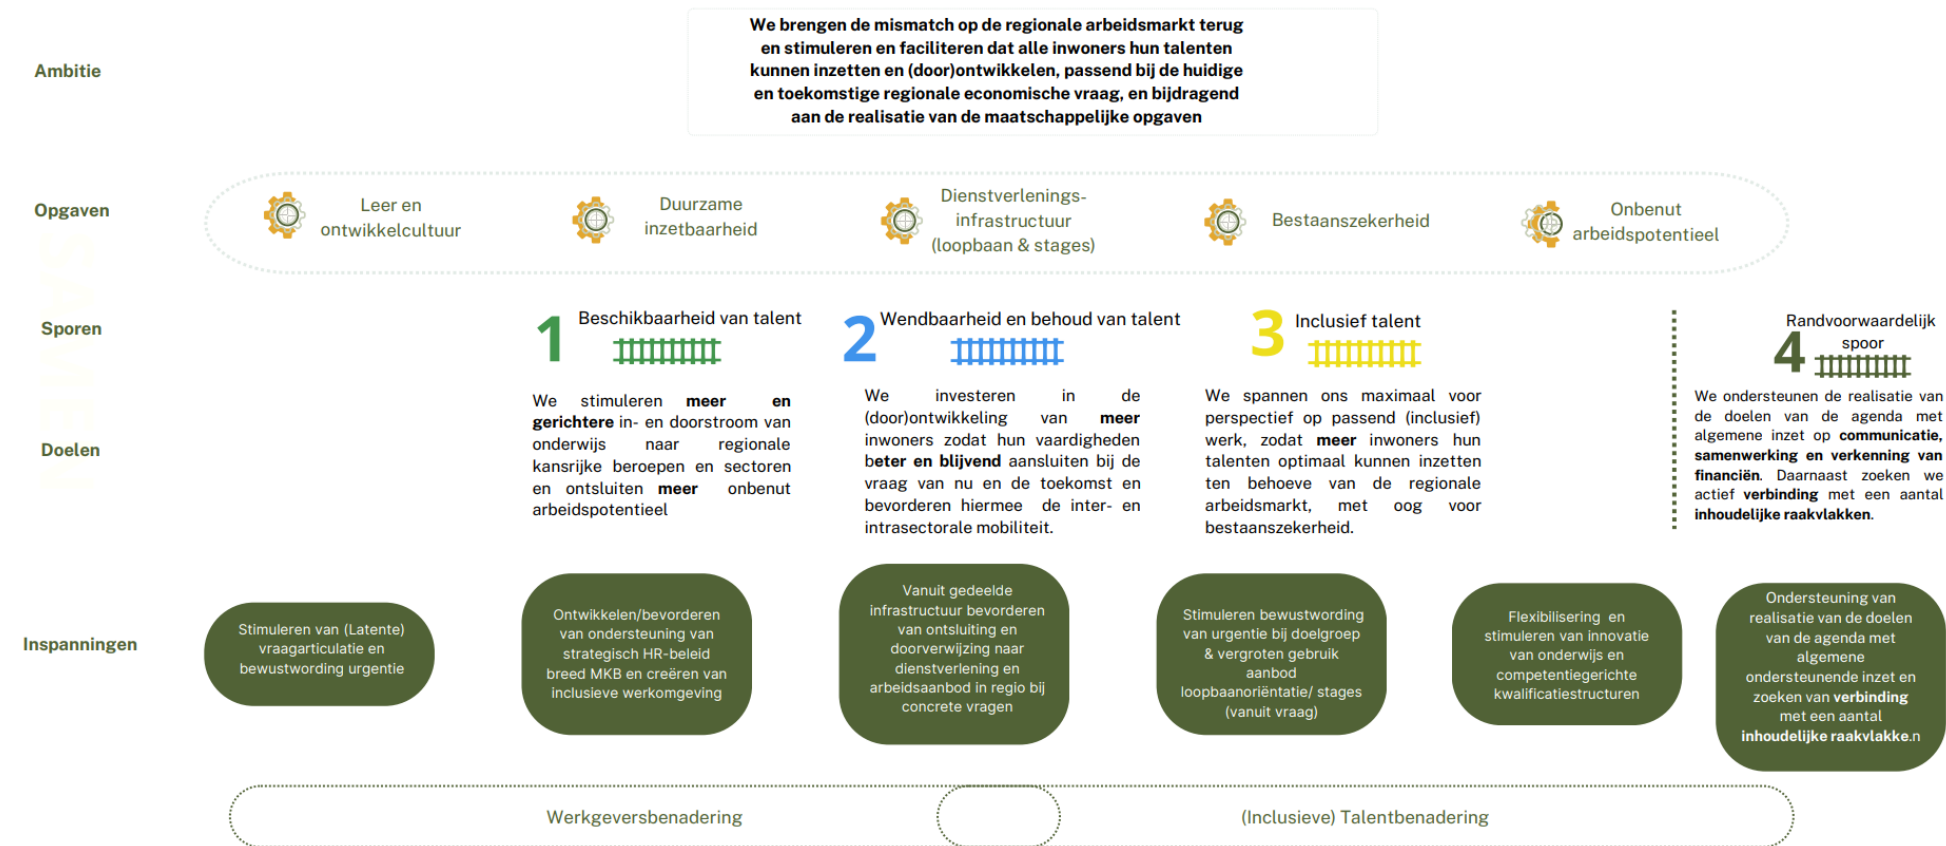 We brengen de mismatch op de regionale arbeidsmarkt terug
en stimuleren en faciliteren dat alle inwoners hun talenten
kunnen inzetten en (door)ontwikkelen, passend bij de huidige
en toekomstige regionale economische vraag, en bijdragend
aan de realisatie van de maatschappelijke opgaven
Ambitie
Opgaven
Leer en
ontwikkelcultuur
Duurzame
inzetbaarheid
Dienstverlenings-
infrastructuur
(loopbaan & stages)
Bestaanszekerheid
Onbenut
arbeidspotentieel
Sporen
1 Beschikbaarheid van talent
2 Wendbaarheid en behoud van talent
3 Inclusief talent
Randvoorwaardelijk
spoor
4
Doelen
We stimuleren meer en
gerichtere in- en doorstroom van
onderwijs naar regionale
kansrijke beroepen en sectoren
en ontsluiten meer onbenut
arbeidspotentieel
We investeren in de
(door)ontwikkeling van meer
inwoners zodat hun vaardigheden
beter en blijvend aansluiten bij de
vraag van nu en de toekomst en
bevorderen hiermee de inter- en
intrasectorale mobiliteit.
We spannen ons maximaal voor
perspectief op passend (inclusief)
werk, zodat meer inwoners hun
talenten optimaal kunnen inzetten
ten behoeve van de regionale
arbeidsmarkt, met oog voor
bestaanszekerheid.
We ondersteunen de realisatie van
de doelen van de agenda met
algemene inzet op communicatie,
samenwerking en verkenning van
financiën. Daarnaast zoeken we
actief verbinding met een aantal
inhoudelijke raakvlakken.
Inspanningen
Stimuleren van (Latente)
vraagarticulatie en
bewustwording urgentie
Ontwikkelen/bevorderen
van ondersteuning van
strategisch HR-beleid
breed MKB en creëren van
inclusieve werkomgeving
Vanuit gedeelde
infrastructuur bevorderen
van ontsluiting en
doorverwijzing naar
dienstverlening en
arbeidsaanbod in regio bij
concrete vragen
Stimuleren bewustwording
van urgentie bij doelgroep
& vergroten gebruik
aanbod
loopbaanoriëntatie/ stages
(vanuit vraag)
Flexibilisering en
stimuleren van innovatie
van onderwijs en
competentiegerichte
kwalificatiestructuren
Ondersteuning van
realisatie van de doelen
van de agenda met
algemene
ondersteunende inzet en
zoeken van verbinding
met een aantal
inhoudelijke raakvlakke.n
Werkgeversbenadering
(Inclusieve) Talentbenadering